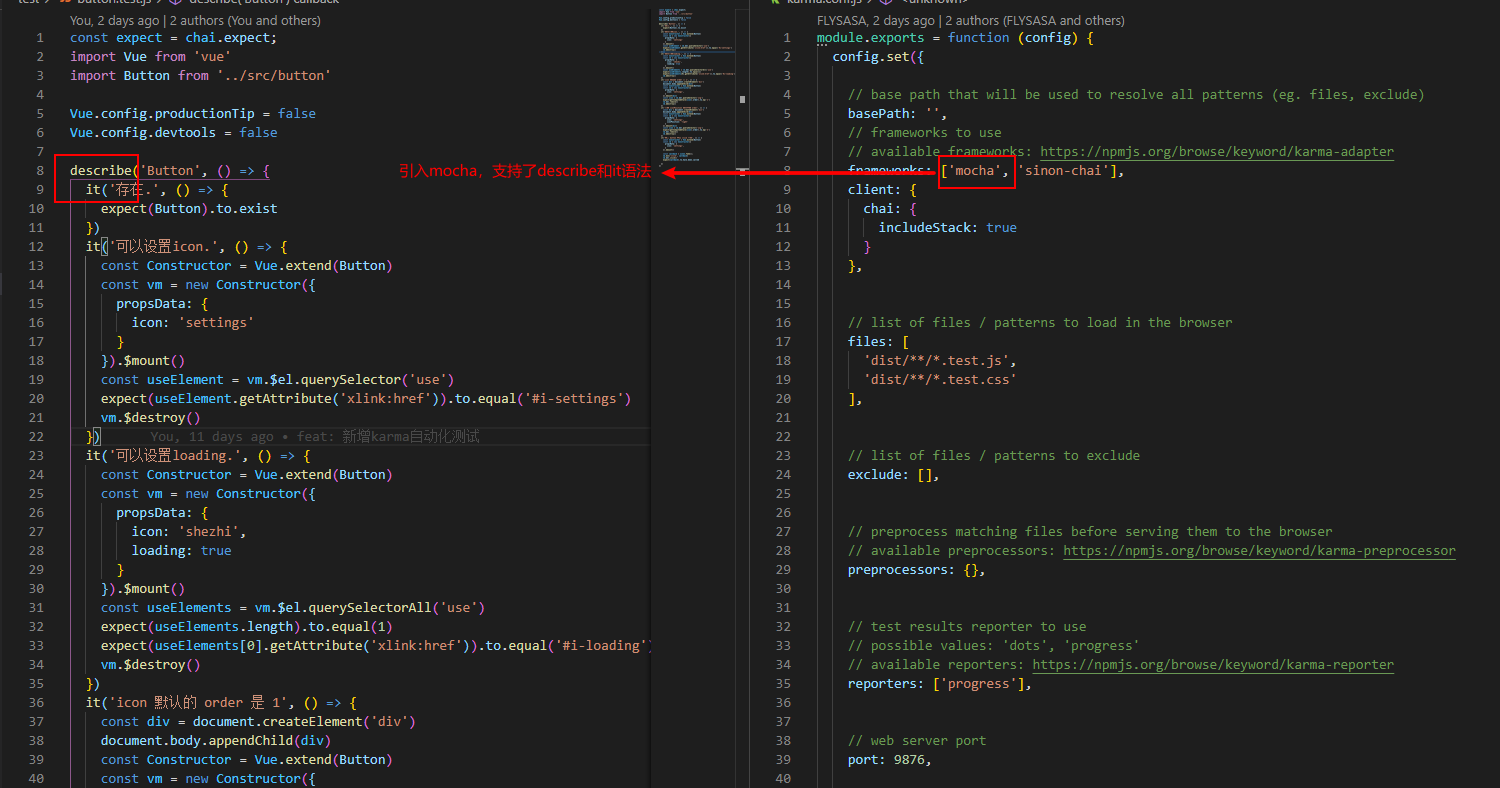 test > button.test.js > describe('Button') callback
You, 2 days ago | 2 authors (You and others)
1 const expect = chai.expect;
2 import Vue from 'vue'
3 import Button from '../src/button'
4
5 Vue.config.productionTip = false
6 Vue.config.devtools = false
7
8 describe('Button', () => {
9 it('存在.', () => {
10 expect(Button).to.exist
11 })
12 it('可以设置icon.', () => {
13 const Constructor = Vue.extend(Button)
14 const vm = new Constructor({
15 propsData: {
16 icon: 'settings'
17 }
18 }).$mount()
19 const useElement = vm.$el.querySelector('use')
20 expect(useElement.getAttribute('xlink:href')).to.equal('#i-settings')
21 vm.$destroy()
22 }) You, 11 days ago • feat: 新增karma自动化测试
23 it('可以设置loading.', () => {
24 const Constructor = Vue.extend(Button)
25 const vm = new Constructor({
26 propsData: {
27 icon: 'shezhi',
28 loading: true
29 }
30 }).$mount()
31 const useElements = vm.$el.querySelectorAll('use')
32 expect(useElements.length).to.equal(1)
33 expect(useElements[0].getAttribute('xlink:href')).to.equal('#i-loading')
34 vm.$destroy()
35 })
36 it('icon 默认的 order 是 1', () => {
37 const div = document.createElement('div')
38 document.body.appendChild(div)
39 const Constructor = Vue.extend(Button)
40 const vm = new Constructor({
引入mocha，支持了describe和it语法
karma.conf.js > <unknown>
FLYSASA, 2 days ago | 2 authors (FLYSASA and others)
1 module.exports = function (config) {
2 config.set({
3
4 // base path that will be used to resolve all patterns (eg. files, exclude)
5 basePath: '',
6 // frameworks to use
7 // available frameworks: https://npmjs.org/browse/keyword/karma-adapter
8 frameworks: ['mocha', 'sinon-chai'],
9 client: {
10 chai: {
11 includeStack: true
12 }
13 },
14
15
16 // list of files / patterns to load in the browser
17 files: [
18 'dist/**/*.test.js',
19 'dist/**/*.test.css'
20 ],
21
22
23 // list of files / patterns to exclude
24 exclude: [],
25
26
27 // preprocess matching files before serving them to the browser
28 // available preprocessors: https://npmjs.org/browse/keyword/karma-preprocessor
29 preprocessors: {},
30
31
32 // test results reporter to use
33 // possible values: 'dots', 'progress'
34 // available reporters: https://npmjs.org/browse/keyword/karma-reporter
35 reporters: ['progress'],
36
37
38 // web server port
39 port: 9876,
40